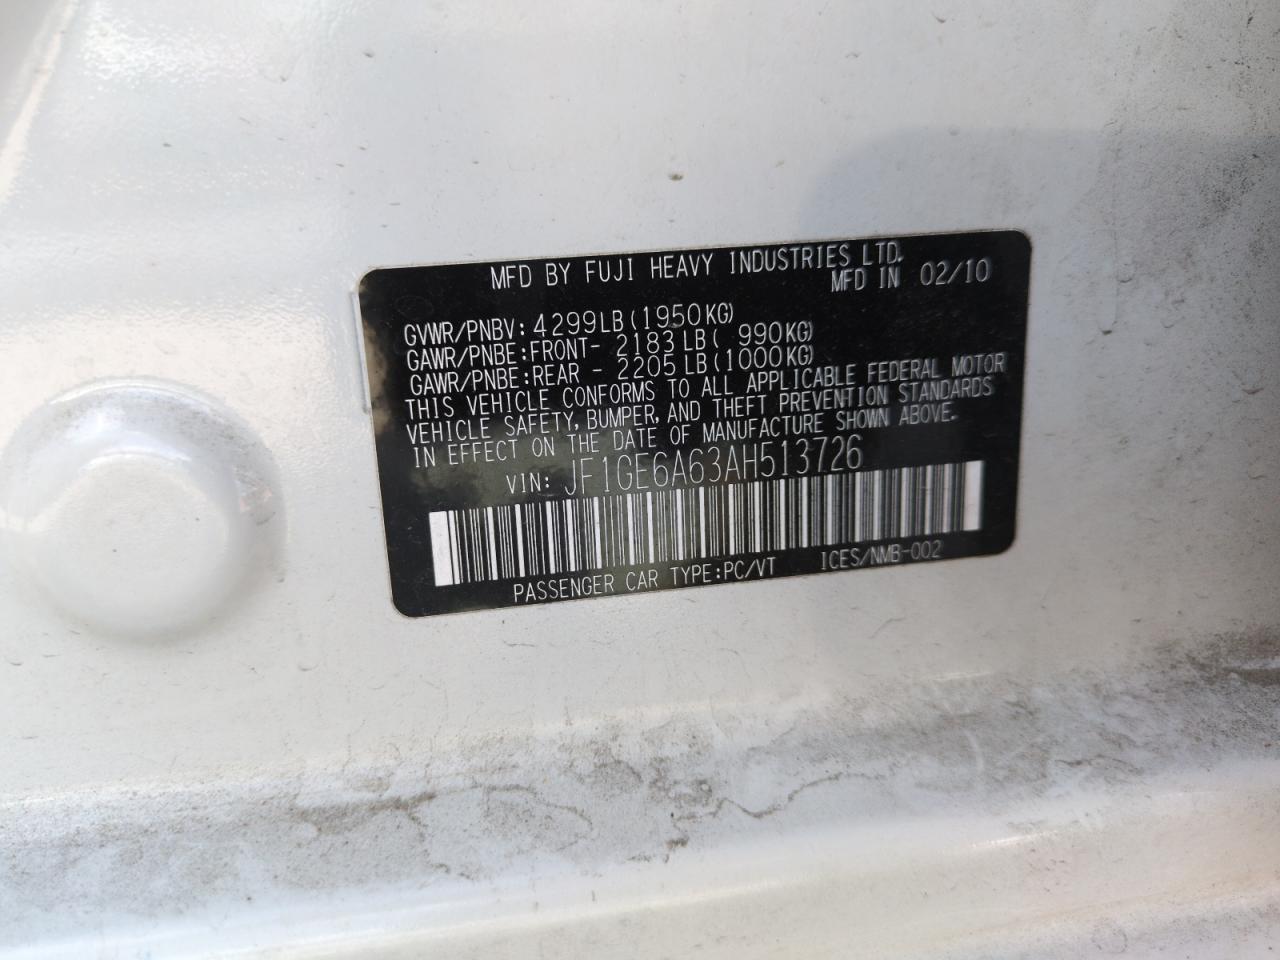 MFD BY FUJI HEAVY INDUSTRIES LTD.
MFD IN 02/10
GVWR/PNBV: 4299LB(1950KG)
GAWR/PNBE:FRONT- 2183LB( 990KG)
GAWR/PNBE:REAR - 2205LB(1000KG)
THIS VEHICLE CONFORMS TO ALL APPLICABLE FEDERAL MOTOR
VEHICLE SAFETY, BUMPER, AND THEFT PREVENTION STANDARDS
IN EFFECT ON THE DATE OF MANUFACTURE SHOWN ABOVE.
VIN: JF1GE6A63AH513726
PASSENGER CAR TYPE:PC/VT ICES/NMB-002